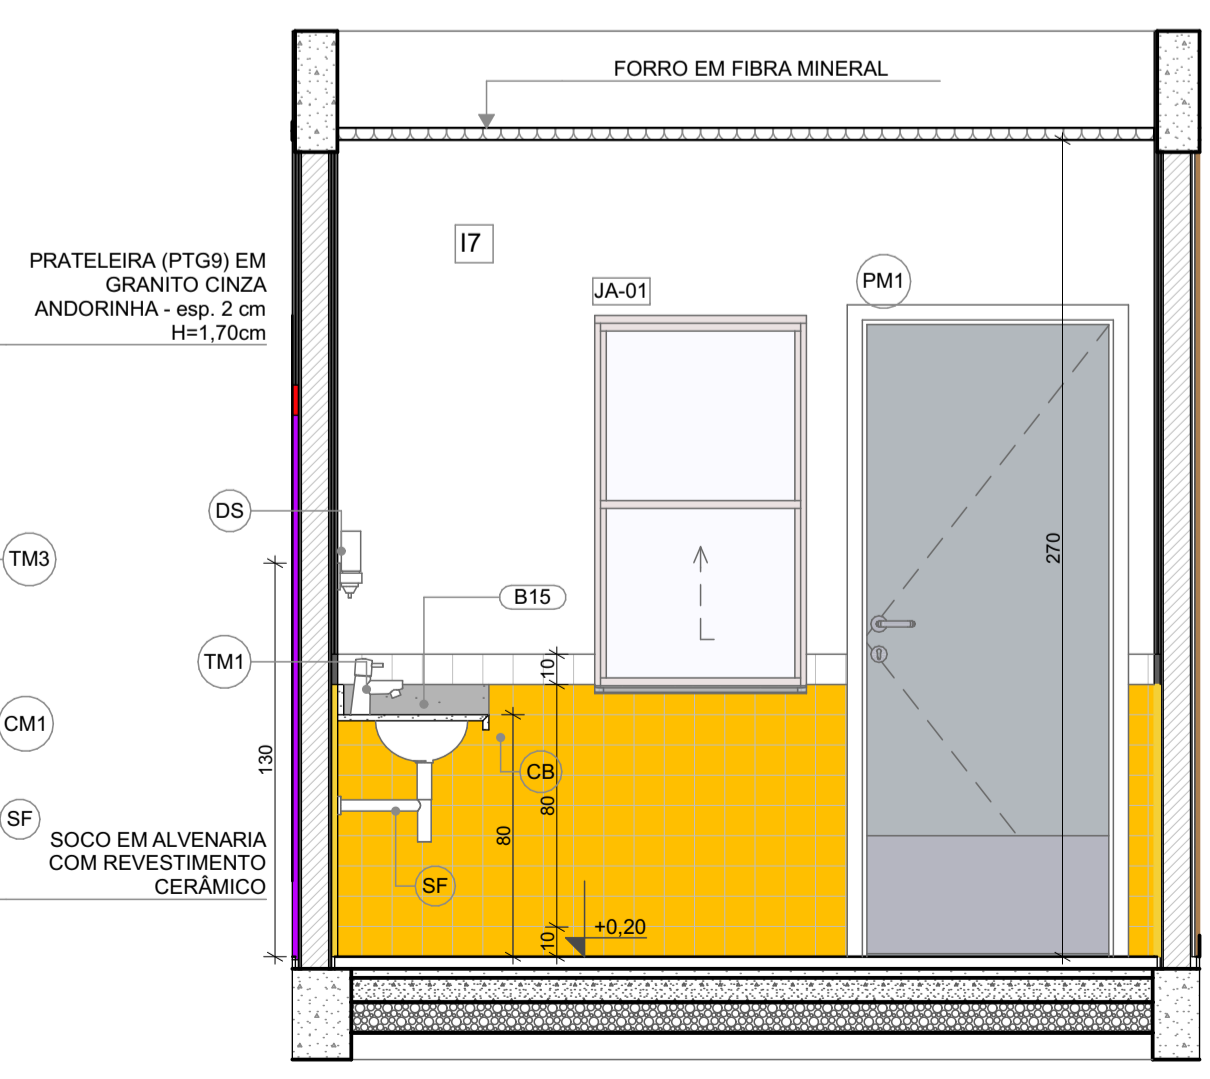 FORRO EM FIBRA MINERAL
I7
PRATELEIRA (PTG9) EM
GRANITO CINZA
ANDORINHA - esp. 2 cm
H=1,70cm
JA-01
PM1
DS
TM3
270
B15
TM1
10
CM1
130
CB
80
80
SF
SOCO EM ALVENARIA
COM REVESTIMENTO
CERÂMICO
SF
+0,20
10